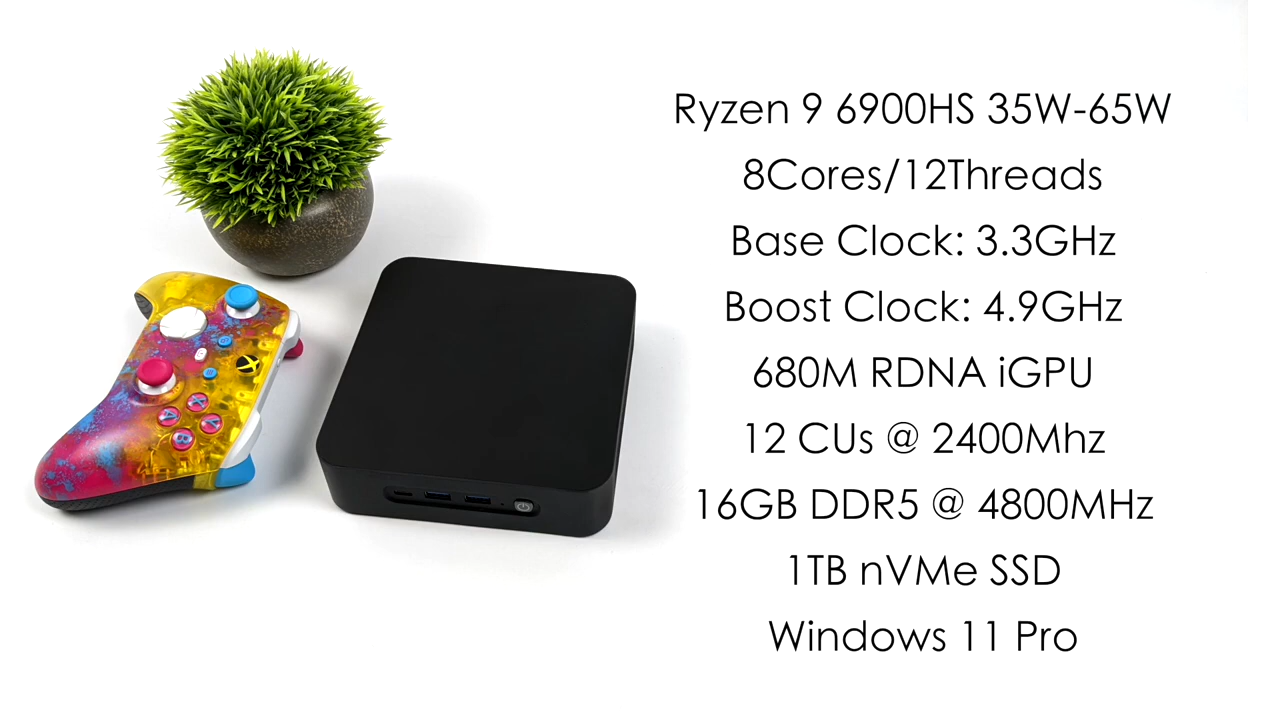 Ryzen 9 6900HS 35W-65W
8Cores/12Threads
Base Clock: 3.3GHz
Boost Clock: 4.9GHz
680M RDNA iGPU
12 CUs @ 2400Mhz
16GB DDR5 @ 4800MHz
1TB nVMe SSD
Windows 11 Pro